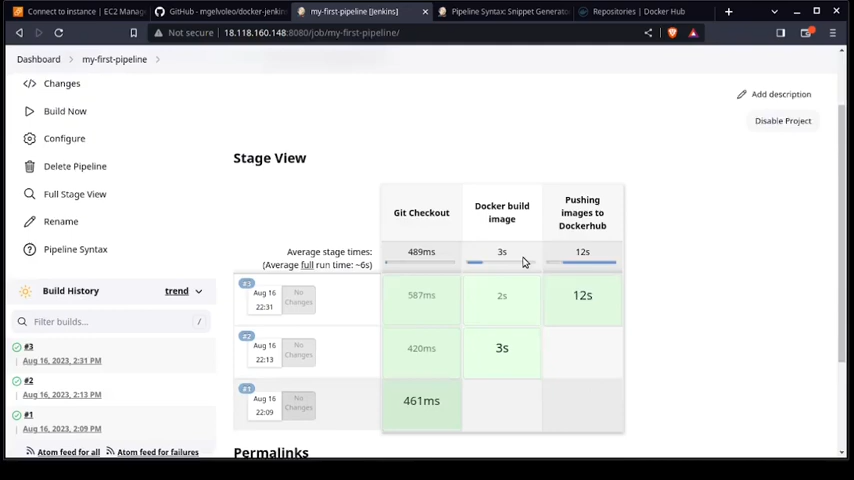 Connect to instance | EC2 Manag
GitHub - mgelvoleo/docker-jenkin
my-first-pipeline [Jenkins]
Pipeline Syntax: Snippet Generato
Repositories | Docker Hub
Not secure
18.118.160.148:8080/job/my-first-pipeline/
Dashboard
my-first-pipeline
Changes
Build Now
Configure
Delete Pipeline
Full Stage View
Rename
Pipeline Syntax
Build History
trend
Filter builds...
/
#3
Aug 16, 2023, 2:31 PM
#2
Aug 16, 2023, 2:13 PM
#1
Aug 16, 2023, 2:09 PM
Atom feed for all
Atom feed for failures
Add description
Disable Project
Stage View
Git Checkout
Docker build
image
Pushing
images to
Dockerhub
Average stage times:
(Average full run time: ~6s)
489ms
3s
12s
#3
Aug 16
22:31
No
Changes
587ms
2s
12s
#2
Aug 16
22:13
No
Changes
420ms
3s
#1
Aug 16
22:09
No
Changes
461ms
Permalinks